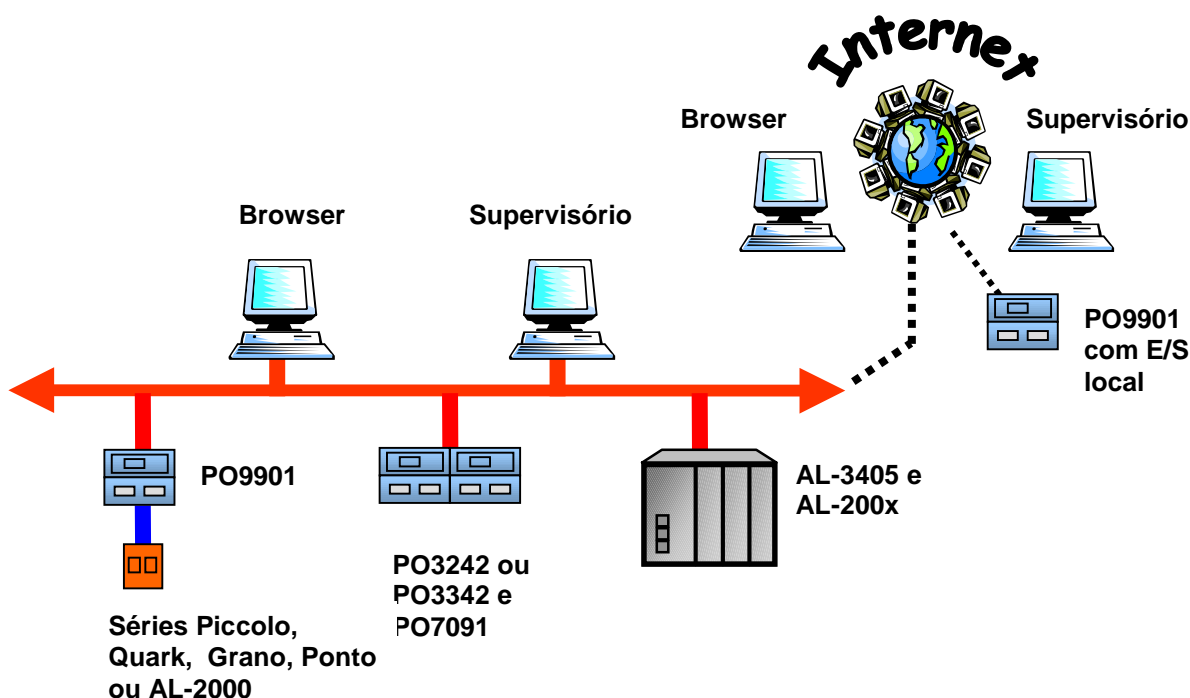 Internet
Browser
Supervisório
Browser
Supervisório
PO9901
com E/S
local
PO9901
AL-3405 e
AL-200x
PO3242 ou
PO3342 e
PO7091
Séries Piccolo,
Quark, Grano, Ponto
ou AL-2000